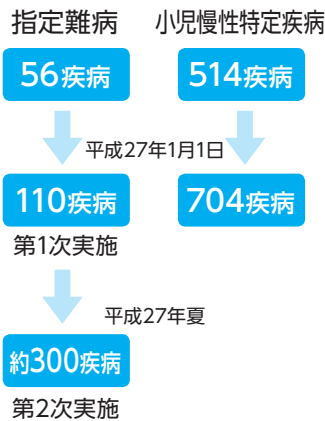 指定難病 小児慢性特定疾病
56疾病 514疾病
平成27年1月1日
110疾病 704疾病
第1次実施
平成27年夏
約300疾病
第2次実施